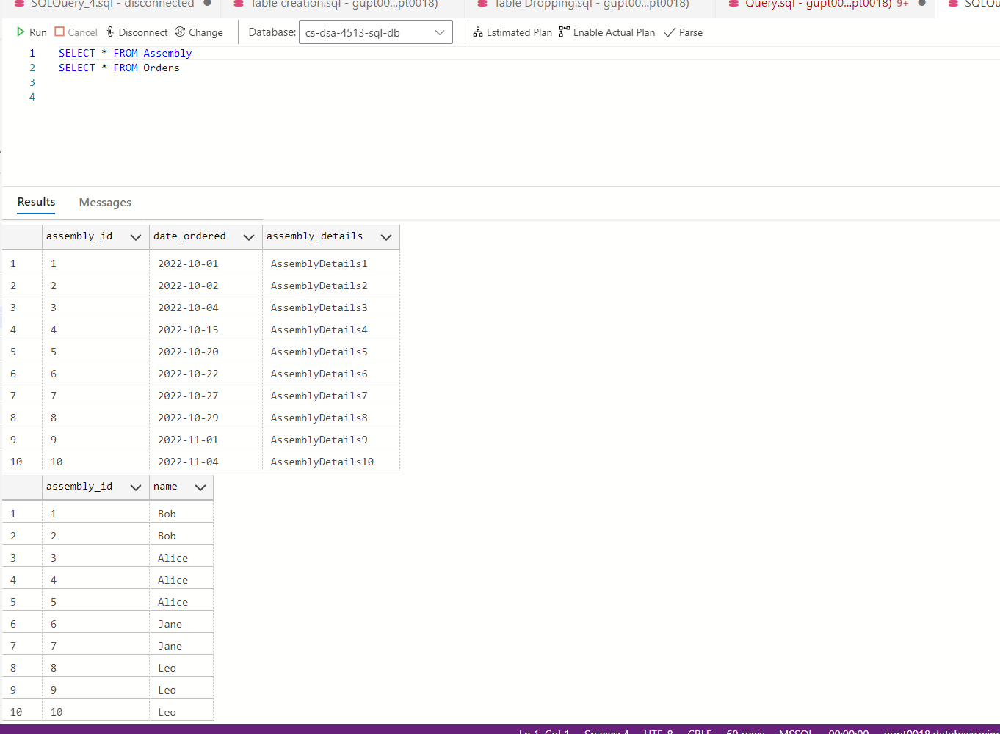 SQLQuery_4.sql - disconnected Table creation.sql - gupt00...pt0018) Table Dropping.sql - gupt00...pt0018) Query.sql - gupt00...pt0018) 9+
Run Cancel Disconnect Change Database: cs-dsa-4513-sql-db Estimated Plan Enable Actual Plan Parse
1 SELECT * FROM Assembly
2 SELECT * FROM Orders
3
4
Results Messages
assembly_id date_ordered assembly_details
1 1 2022-10-01 AssemblyDetails1
2 2 2022-10-02 AssemblyDetails2
3 3 2022-10-04 AssemblyDetails3
4 4 2022-10-15 AssemblyDetails4
5 5 2022-10-20 AssemblyDetails5
6 6 2022-10-22 AssemblyDetails6
7 7 2022-10-27 AssemblyDetails7
8 8 2022-10-29 AssemblyDetails8
9 9 2022-11-01 AssemblyDetails9
10 10 2022-11-04 AssemblyDetails10
assembly_id name
1 1 Bob
2 2 Bob
3 3 Alice
4 4 Alice
5 5 Alice
6 6 Jane
7 7 Jane
8 8 Leo
9 9 Leo
10 10 Leo
Ln 1, Col 1 Spaces: 4 UTF-8 CRLF 60 rows MSSQL 00:00:00